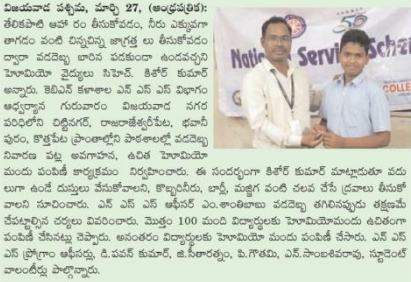 విజయవాడ పశ్చిమ, మార్చి 27, (ఆంధ్రపత్రిక):
తేలికపాటి ఆహా రం తీసుకోవడం, నీరు ఎక్కువగా
తాగడం వంటి చిన్నచిన్న జాగ్రత్త లు తీసుకోవడం
ద్వారా వడదెబ్బ బారిన పడకుండా ఉండవచ్చని
హోమియో వైద్యులు సిహెచ్. కిశోర్ కుమార్
అన్నారు. కెబిఎన్ కళాశాల ఎన్ ఎస్ ఎస్ విభాగం
ఆధ్వర్యాన గురువారం విజయవాడ నగర
పరిధిలోని చిట్టినగర్, రాజరాజేశ్వరీపేట, భవానీ
పురం, కొత్తపేట ప్రాంతాల్లోని పాఠశాలల్లో వడదెబ్బ
నివారణ పట్ల అవగాహన, ఉచిత హెూమియో
మందు పంపిణీ కార్యక్రమం నిర్వహించారు. ఈ సందర్భంగా కిశోర్ కుమార్ మాట్లాడుతూ వదు
లుగా ఉండే దుస్తులు వేసుకోవాలని, కొబ్బరినీరు, బార్లీ, మజ్జిగ వంటి చలవ చేసే ద్రవాలు తీసుకో
వాలని సూచించారు. ఎన్ ఎస్ ఎస్ ఆఫీసర్ ఎం.శాంతిబాబు వడదెబ్బ తగిలినప్పుడు తక్షణమే
చేపట్టాల్సిన చర్యలు వివరించారు. మొత్తం 100 మంది విద్యార్థులకు హెూమియోమందు ఉచితంగా
పంపిణీ చేసినట్లు చెప్పారు. అనంతరం విద్యార్థులకు హెూమియో మందు పంపిణీ చేసారు. ఎన్ ఎస్
ఎస్ ప్రోగ్రాం ఆఫీసర్లు, డి.పవన్ కుమార్, జి.సీతారత్నం, పి.గౌతమి, ఎన్.సాంబశివరావు, స్టూడెంట్
వాలంటీర్లు పాల్గొన్నారు.
National Service Scheme
COLLE